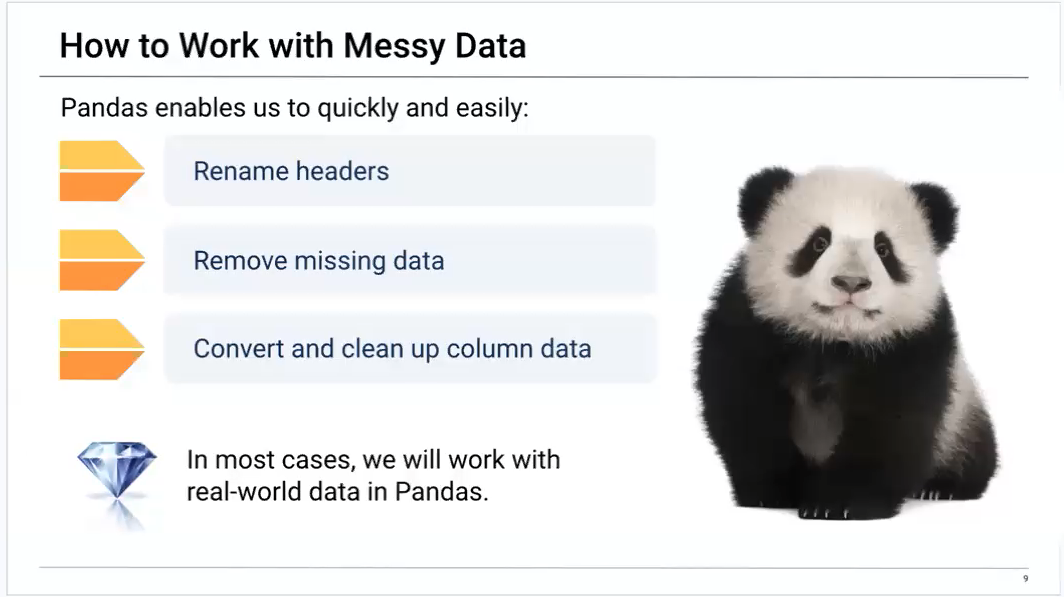 How to Work with Messy Data
Pandas enables us to quickly and easily:
Rename headers
Remove missing data
Convert and clean up column data
In most cases, we will work with
real-world data in Pandas.
9